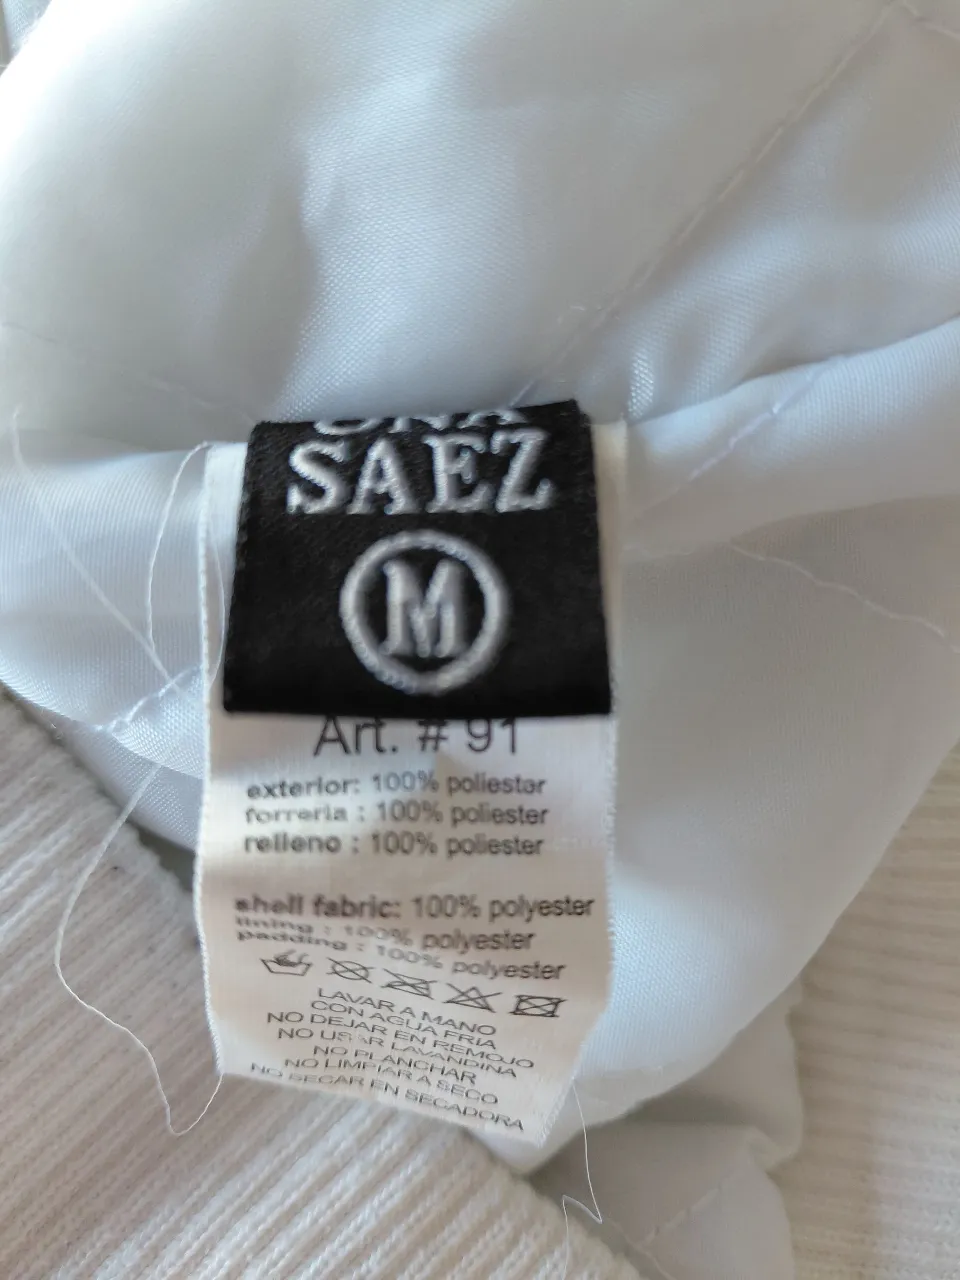 UNA
SAEZ
M
Art. # 91
exterior: 100% poliestar
forreria : 100% poliester
relleno : 100% poliester
shell fabric: 100% polyester
lining : 100% polyester
padding : 100% polyester
LAVAR A MANO
CON AGUA FRIA
NO DEJAR EN REMOJO
NO USAR LAVANDINA
NO PLANCHAR
NO LIMPIAR A SECO
NO SECAR EN SECADORA